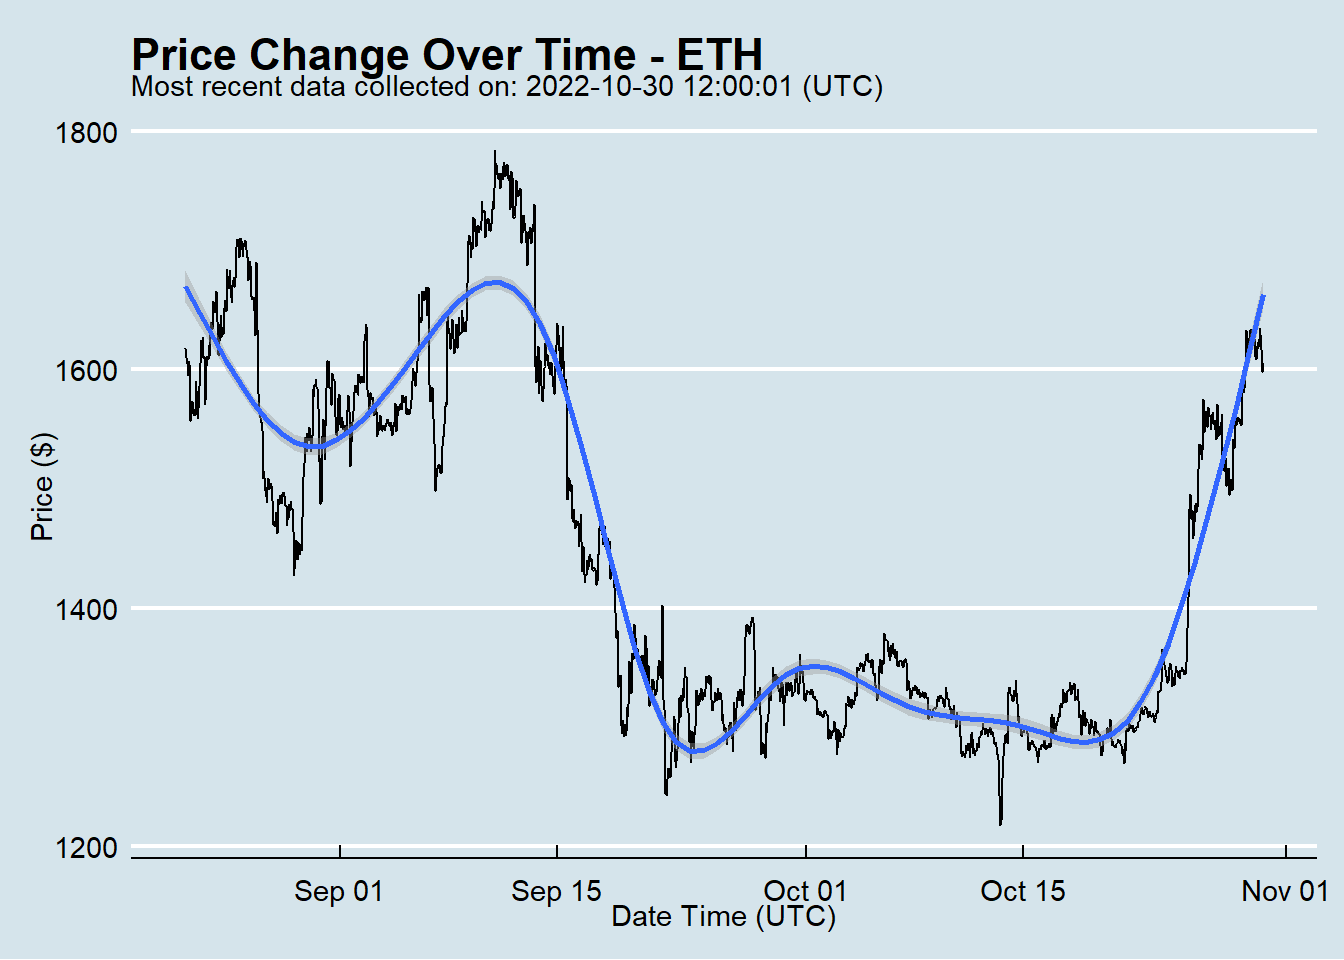 Price Change Over Time - ETH
Most recent data collected on: 2022-10-30 12:00:01 (UTC)
1800
1600
1400
1200
Price ($)
Sep 01 Sep 15 Oct 01 Oct 15 Nov 01
Date Time (UTC)